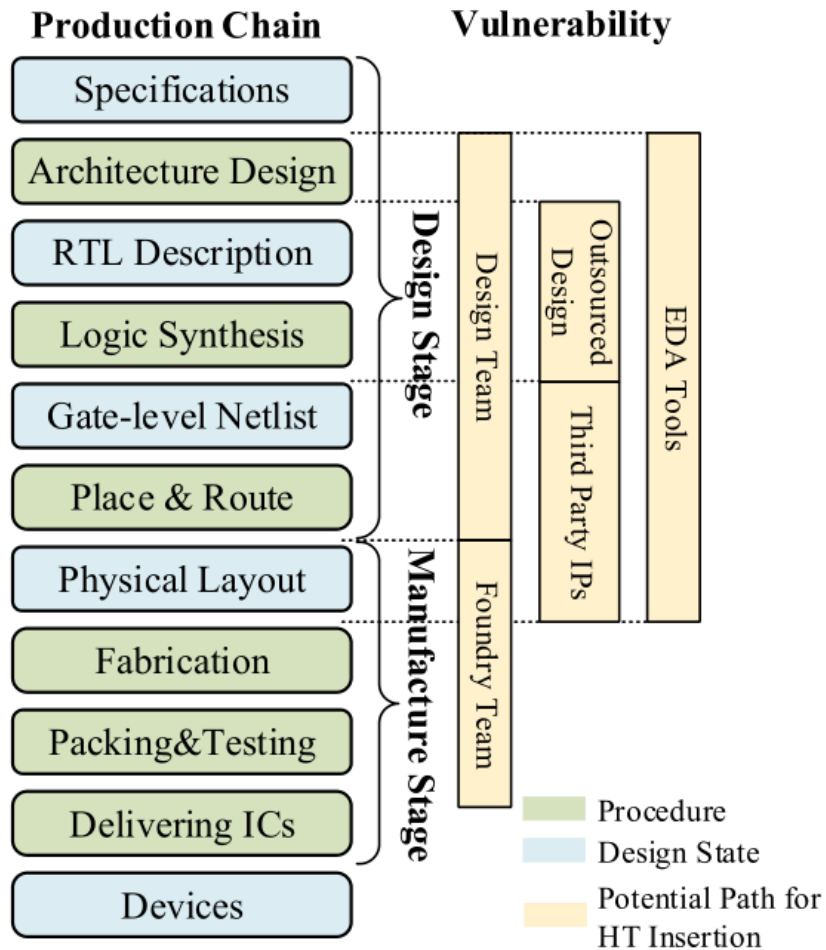 Production Chain
Vulnerability
Specifications
Architecture Design
RTL Description
Logic Synthesis
Gate-level Netlist
Place & Route
Physical Layout
Fabrication
Packing&Testing
Delivering ICs
Devices
Design Stage
Manufacture Stage
Design Team
Foundry Team
Outsourced
Design
Third Party IPs
EDA Tools
Procedure
Design State
Potential Path for
HT Insertion